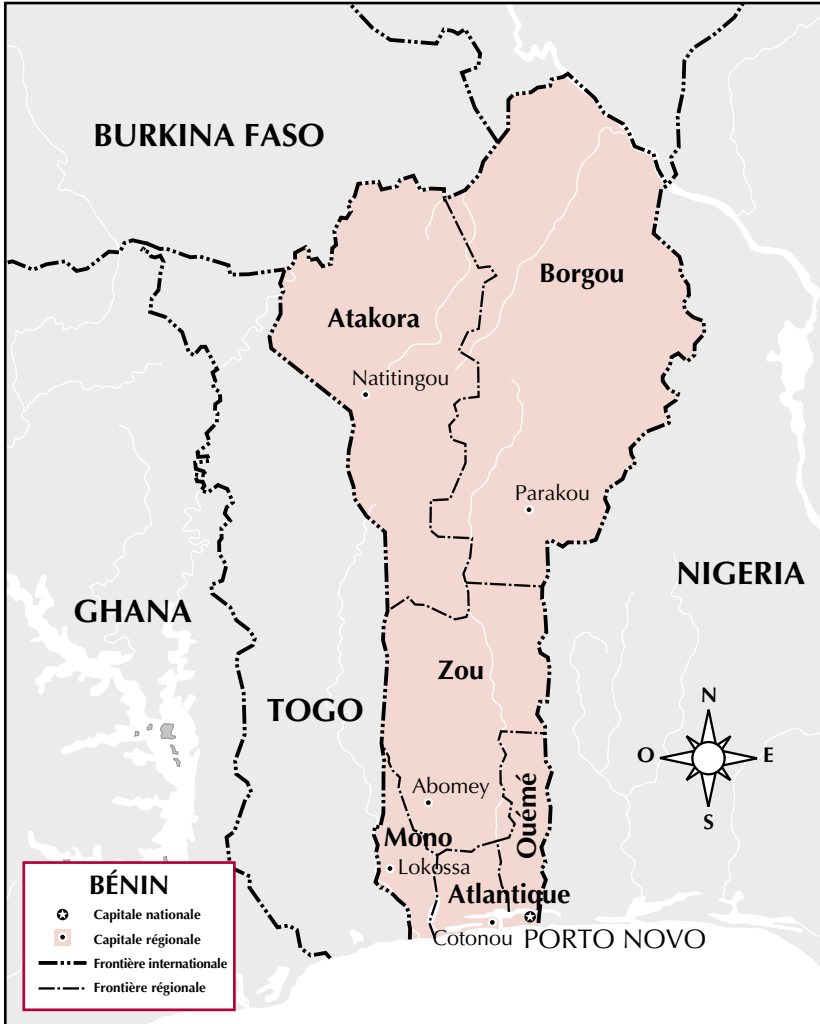 BURKINA FASO
Borgou
Atakora
Natitingou
Parakou
NIGERIA
GHANA
Zou
TOGO
N
O
E
S
Abomey
Ouémé
Mono
Lokossa
Atlantique
Cotonou
PORTO NOVO
BÉNIN
Capitale nationale
Capitale régionale
Frontière internationale
Frontière régionale